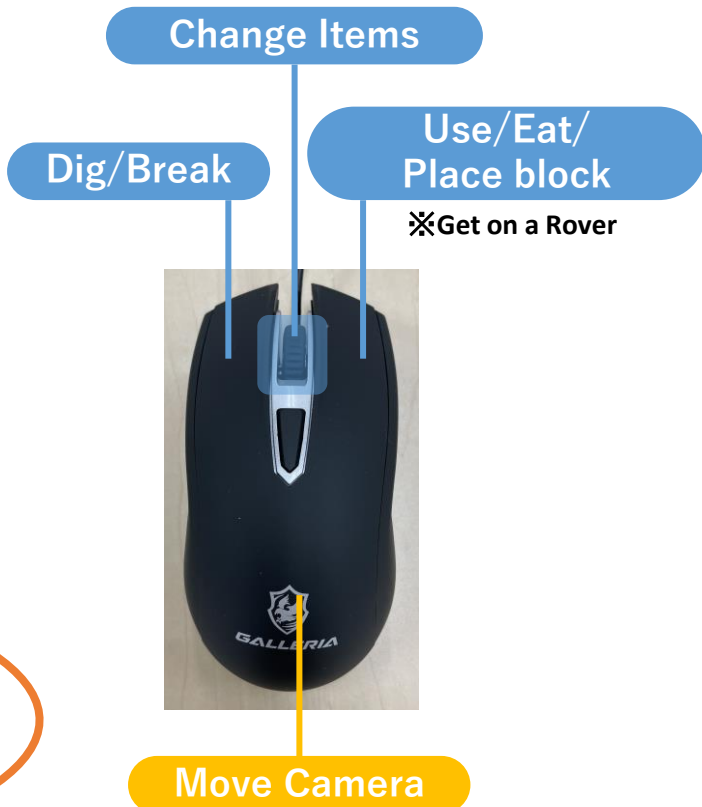 Change Items
Dig/Break
Use/Eat/
Place block
※Get on a Rover
GALLERIA
Move Camera